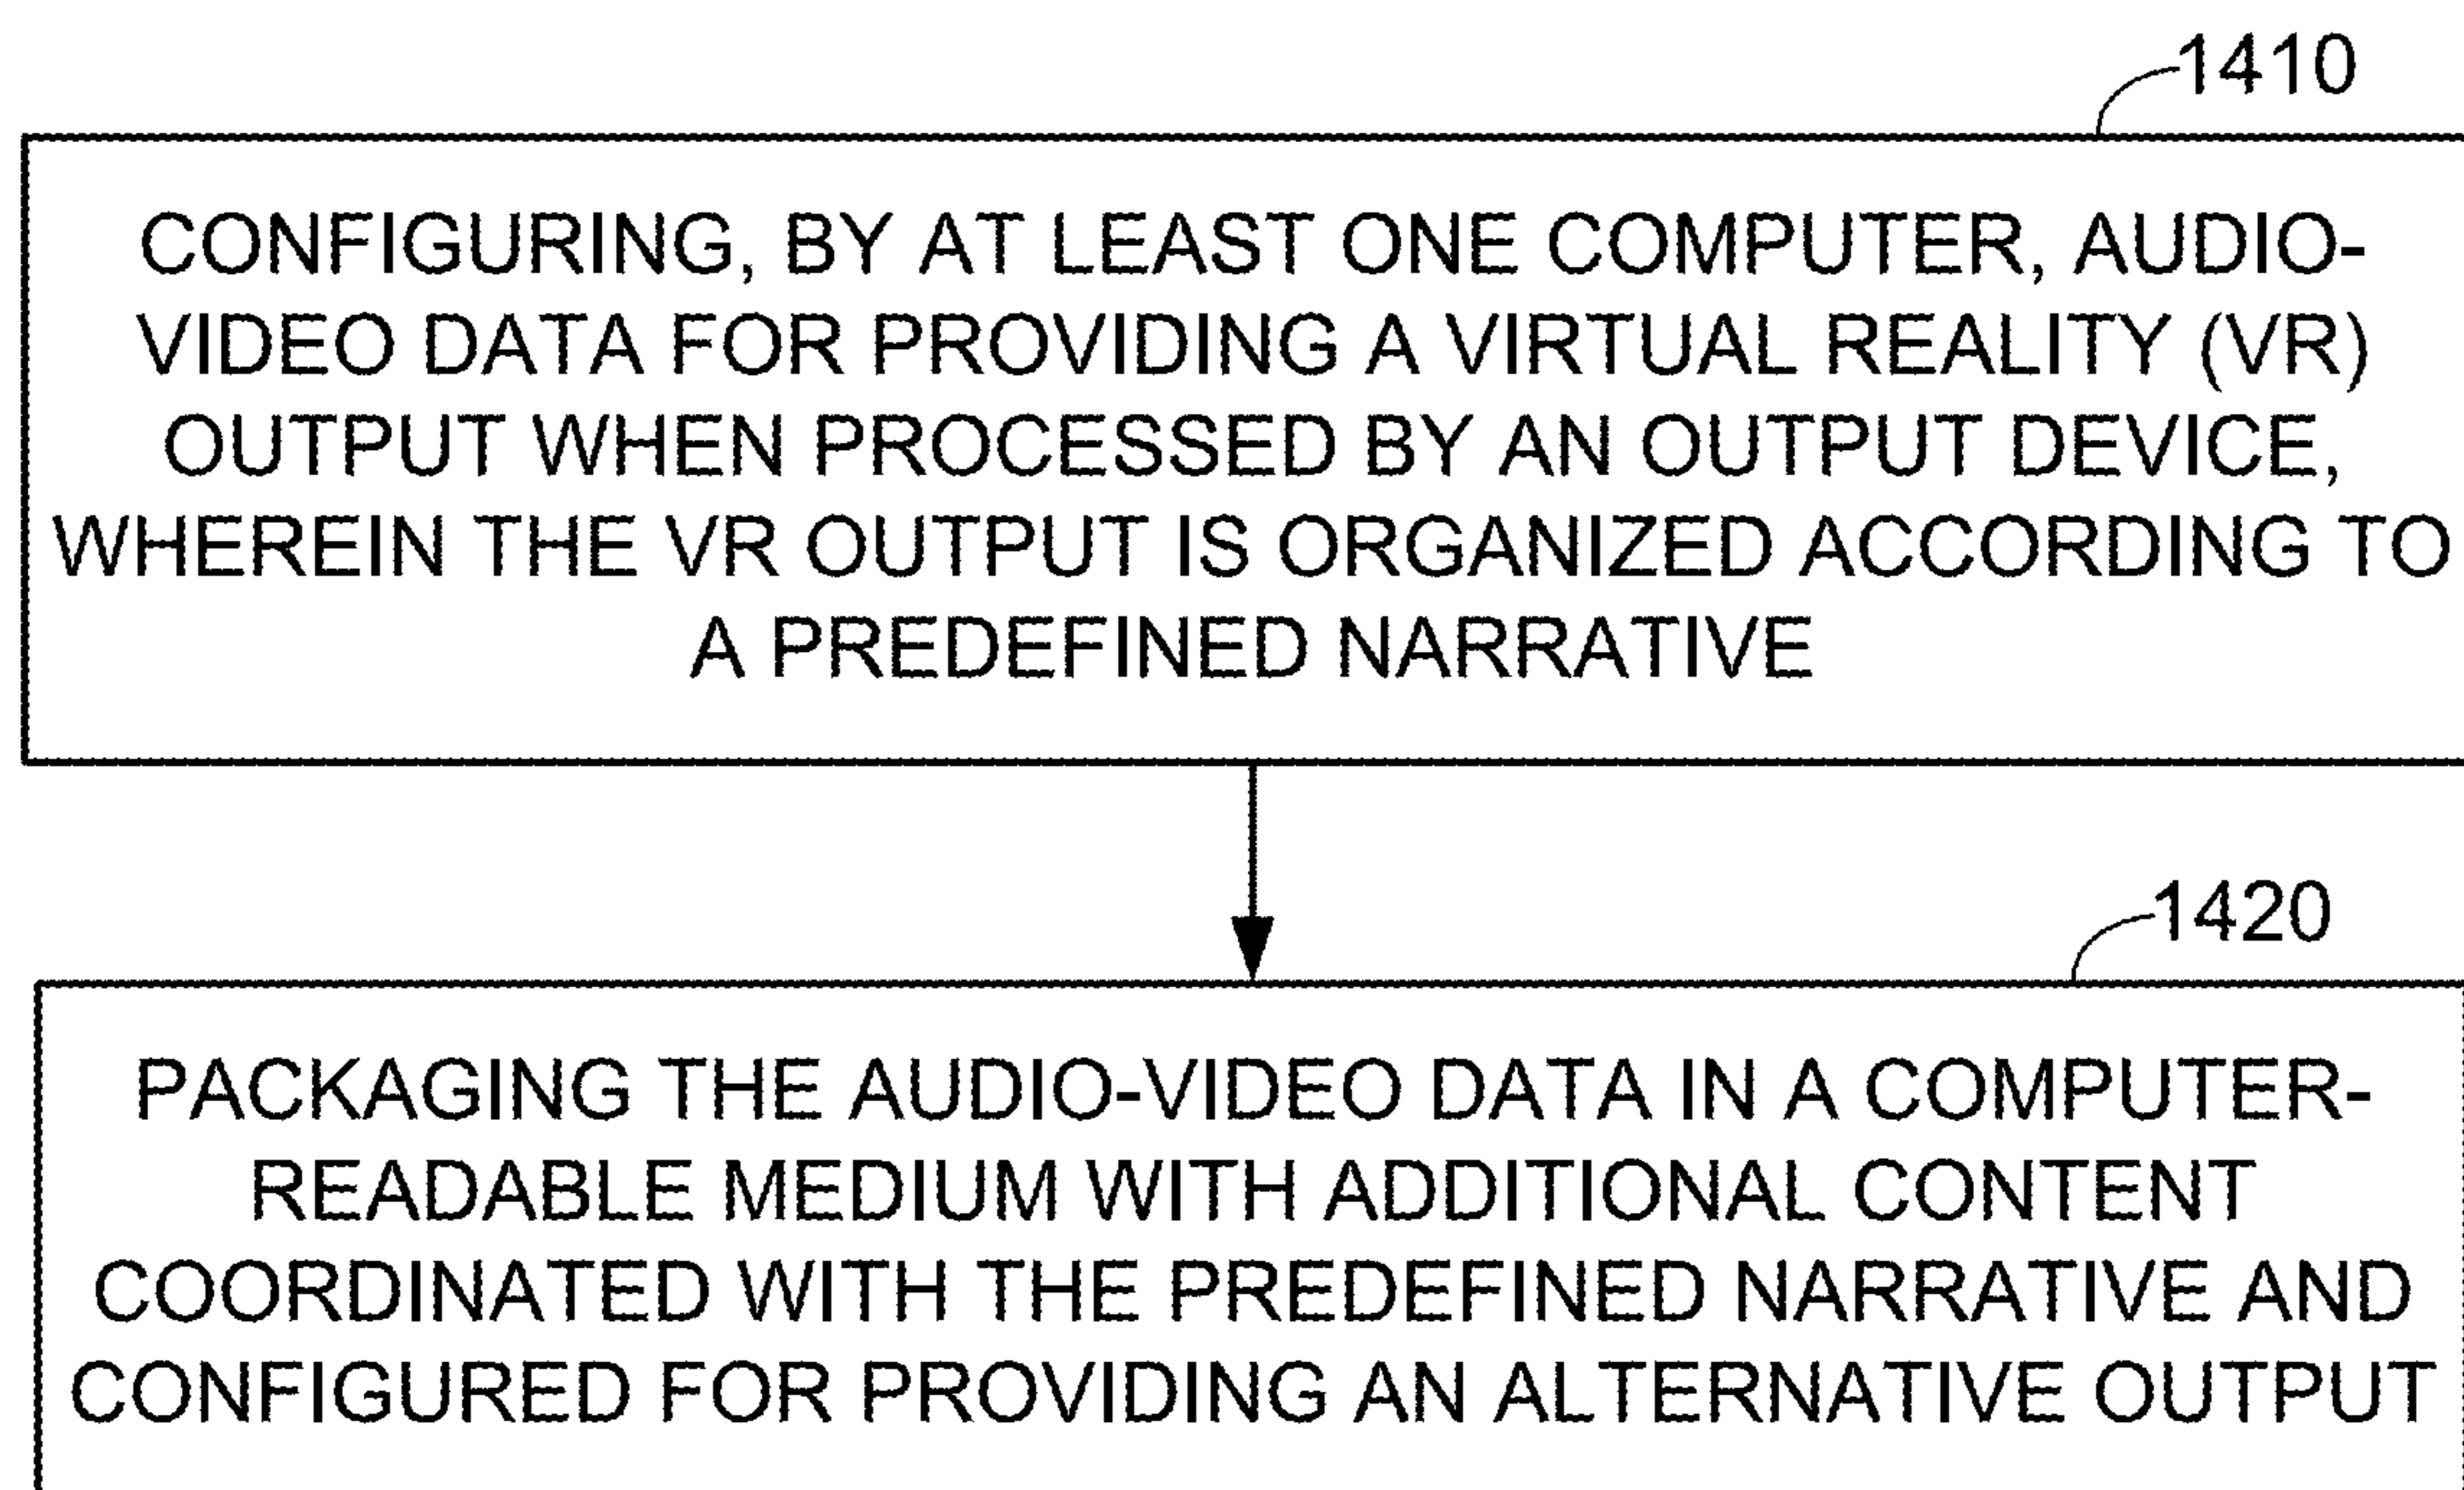 1410
CONFIGURING, BY AT LEAST ONE COMPUTER, AUDIO-
VIDEO DATA FOR PROVIDING A VIRTUAL REALITY (VR)
OUTPUT WHEN PROCESSED BY AN OUTPUT DEVICE,
WHEREIN THE VR OUTPUT IS ORGANIZED ACCORDING TO
A PREDEFINED NARRATIVE
1420
PACKAGING THE AUDIO-VIDEO DATA IN A COMPUTER-
READABLE MEDIUM WITH ADDITIONAL CONTENT
COORDINATED WITH THE PREDEFINED NARRATIVE AND
CONFIGURED FOR PROVIDING AN ALTERNATIVE OUTPUT